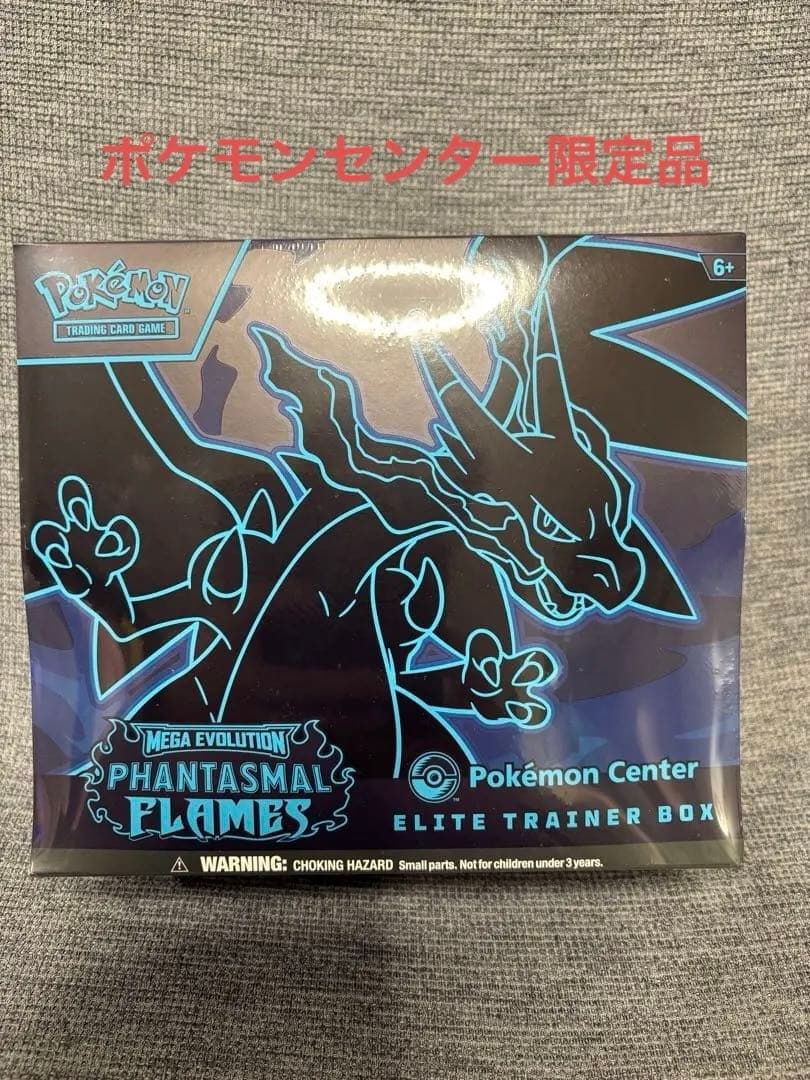 ポケモンセンター限定品
POKéMON
TRADING CARD GAME
6+
MEGA EVOLUTION
PHANTASMAL
FLAMES
Pokémon Center
ELITE TRAINER BOX
WARNING: CHOKING HAZARD Small parts. Not for children under 3 years.